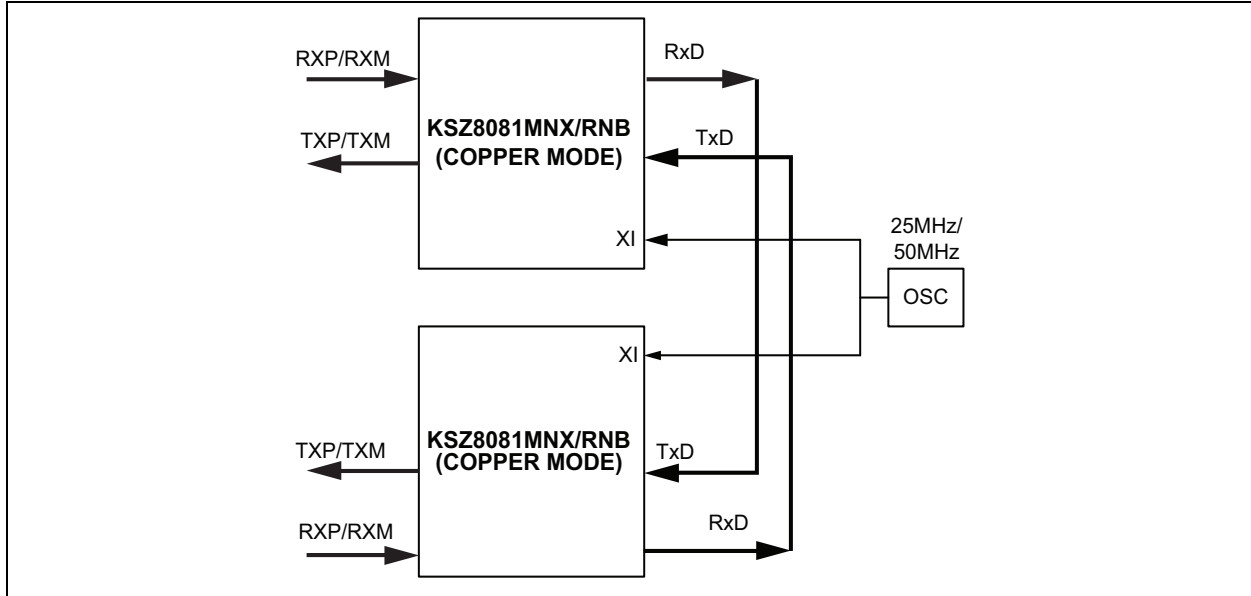 RXP/RXM
RxD
KSZ8081MNX/RNB
(COPPER MODE)
TXP/TXM
TxD
XI
25MHz/
50MHz
OSC
XI
KSZ8081MNX/RNB
(COPPER MODE)
TXP/TXM
TxD
RXP/RXM
RxD